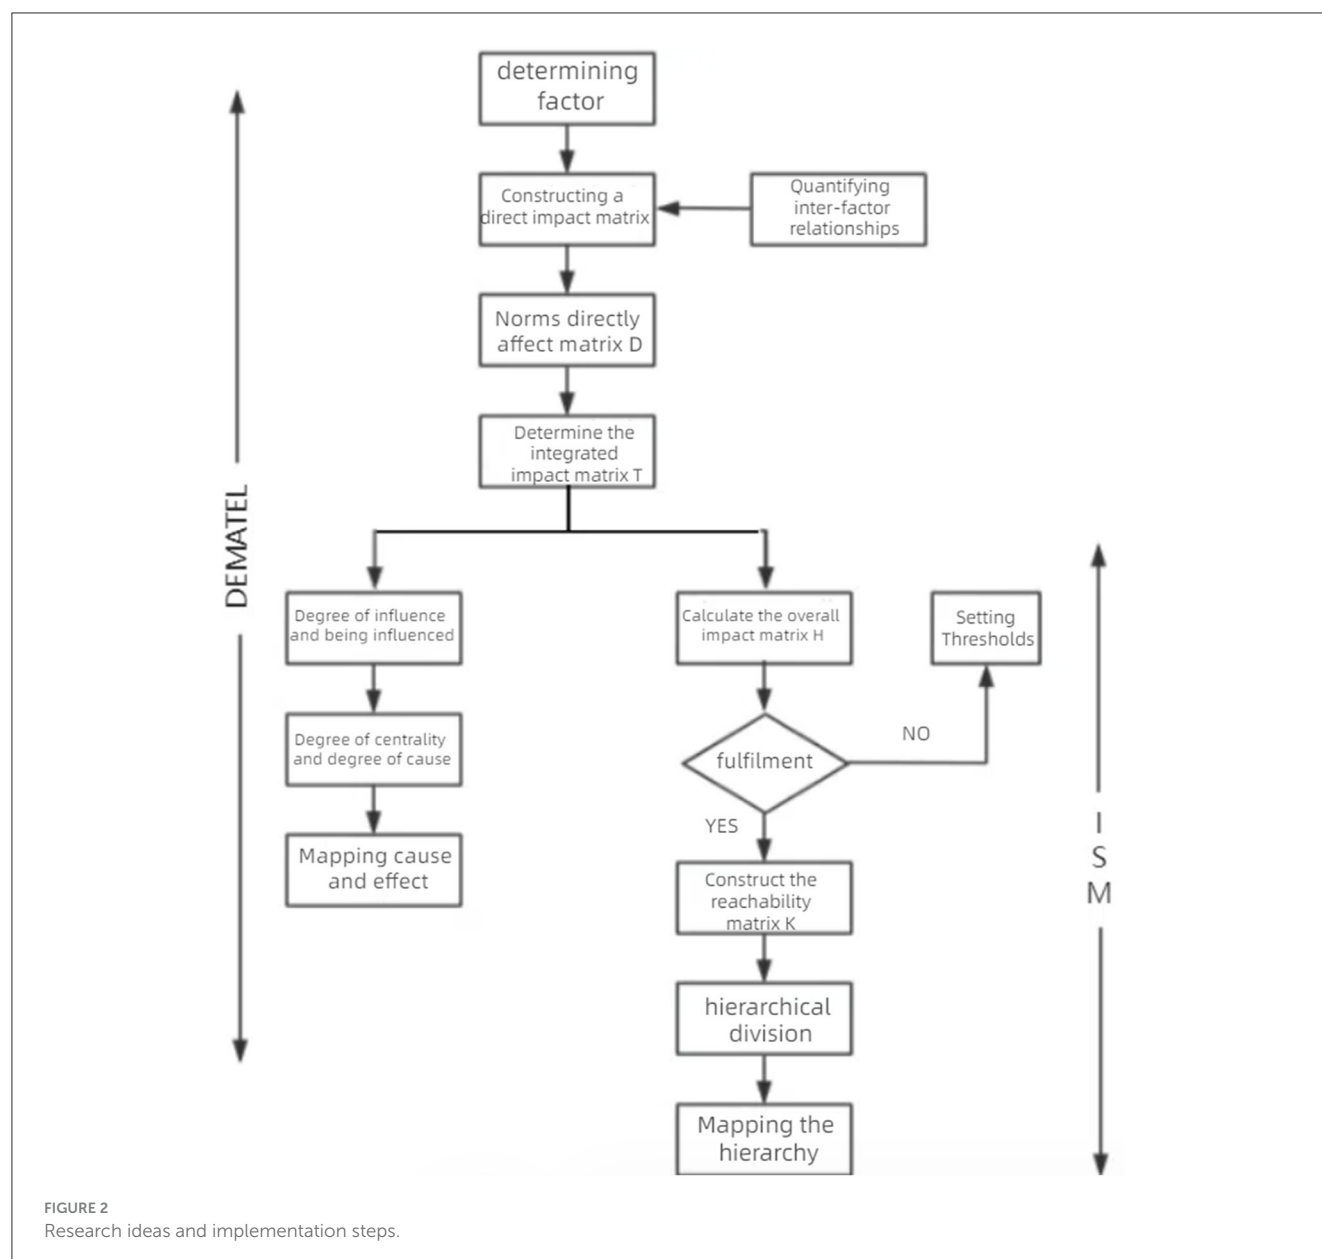 determining
factor
Constructing a
direct impact matrix
Quantifying
inter-factor
relationships
Norms directly
affect matrix D
Determine the
integrated
impact matrix T
DEMATEL
Degree of influence
and being influenced
Calculate the overall
impact matrix H
Setting
Thresholds
Degree of centrality
and degree of cause
fulfilment
NO
YES
Mapping cause
and effect
I
S
M
Construct the
reachability
matrix K
hierarchical
division
Mapping the
hierarchy
FIGURE 2
Research ideas and implementation steps.